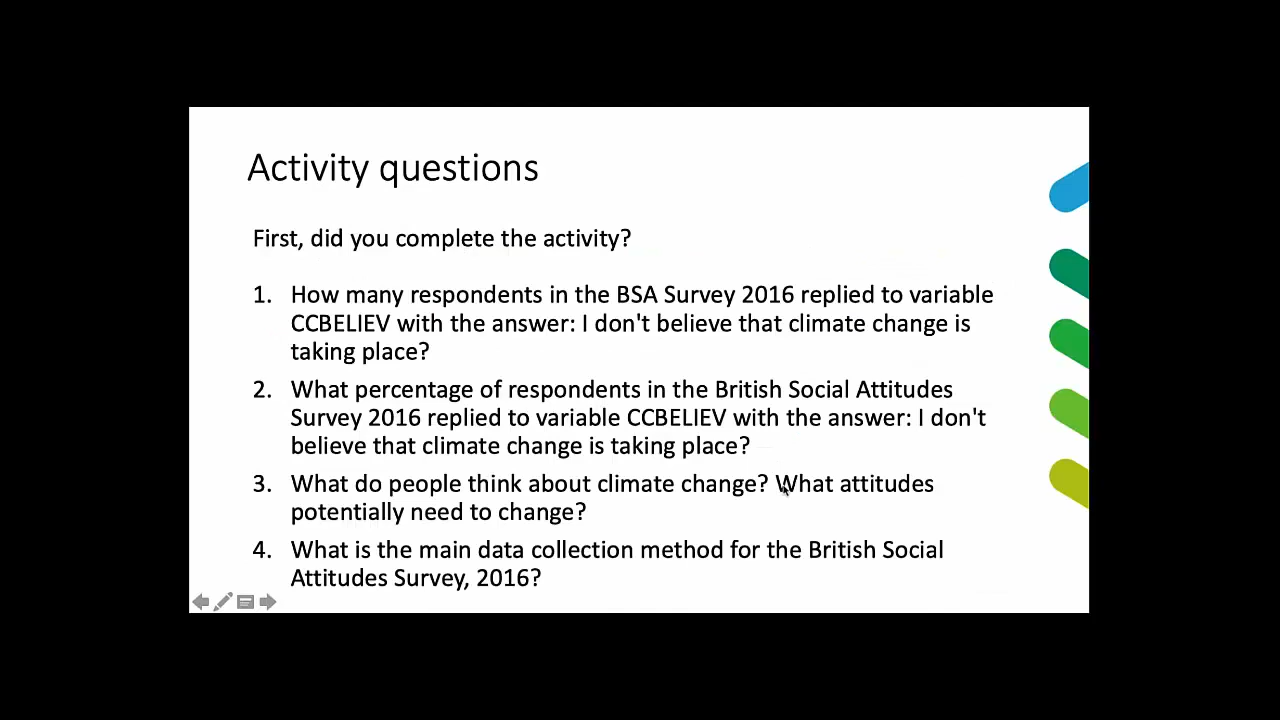 Activity questions
First, did you complete the activity?
1. How many respondents in the BSA Survey 2016 replied to variable
CCBELIEV with the answer: I don't believe that climate change is
taking place?
2. What percentage of respondents in the British Social Attitudes
Survey 2016 replied to variable CCBELIEV with the answer: I don't
believe that climate change is taking place?
3. What do people think about climate change? What attitudes
potentially need to change?
4. What is the main data collection method for the British Social
Attitudes Survey, 2016?